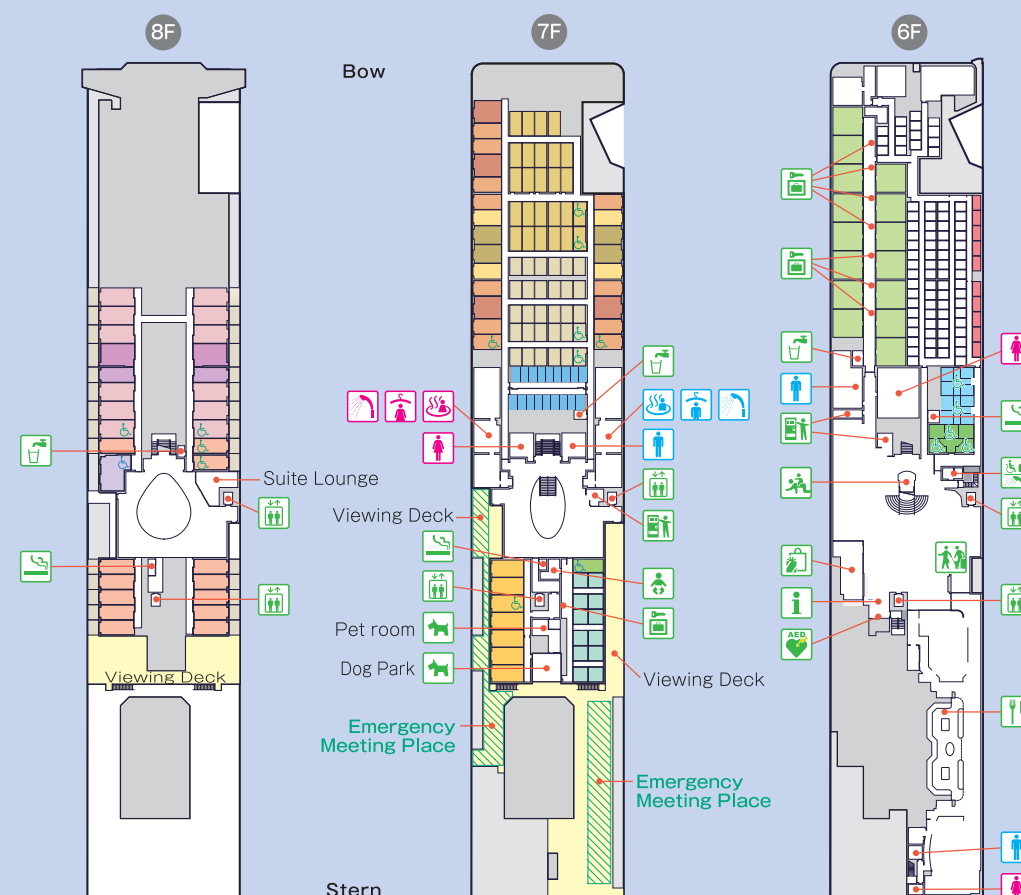 8F
7F
6F
Bow
Suite Lounge
Viewing Deck
Pet room
Dog Park
Viewing Deck
Viewing Deck
Emergency
Meeting Place
Emergency
Meeting Place
AED
Stern